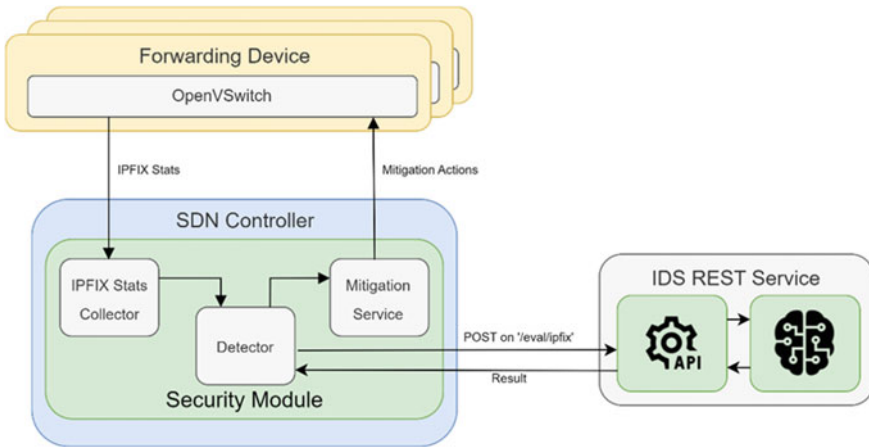 Forwarding Device
OpenVSwitch
IPFIX Stats
Mitigation Actions
SDN Controller
IPFIX Stats
Collector
Mitigation
Service
Detector
Security Module
POST on '/eval/ipfix'
Result
IDS REST Service
API